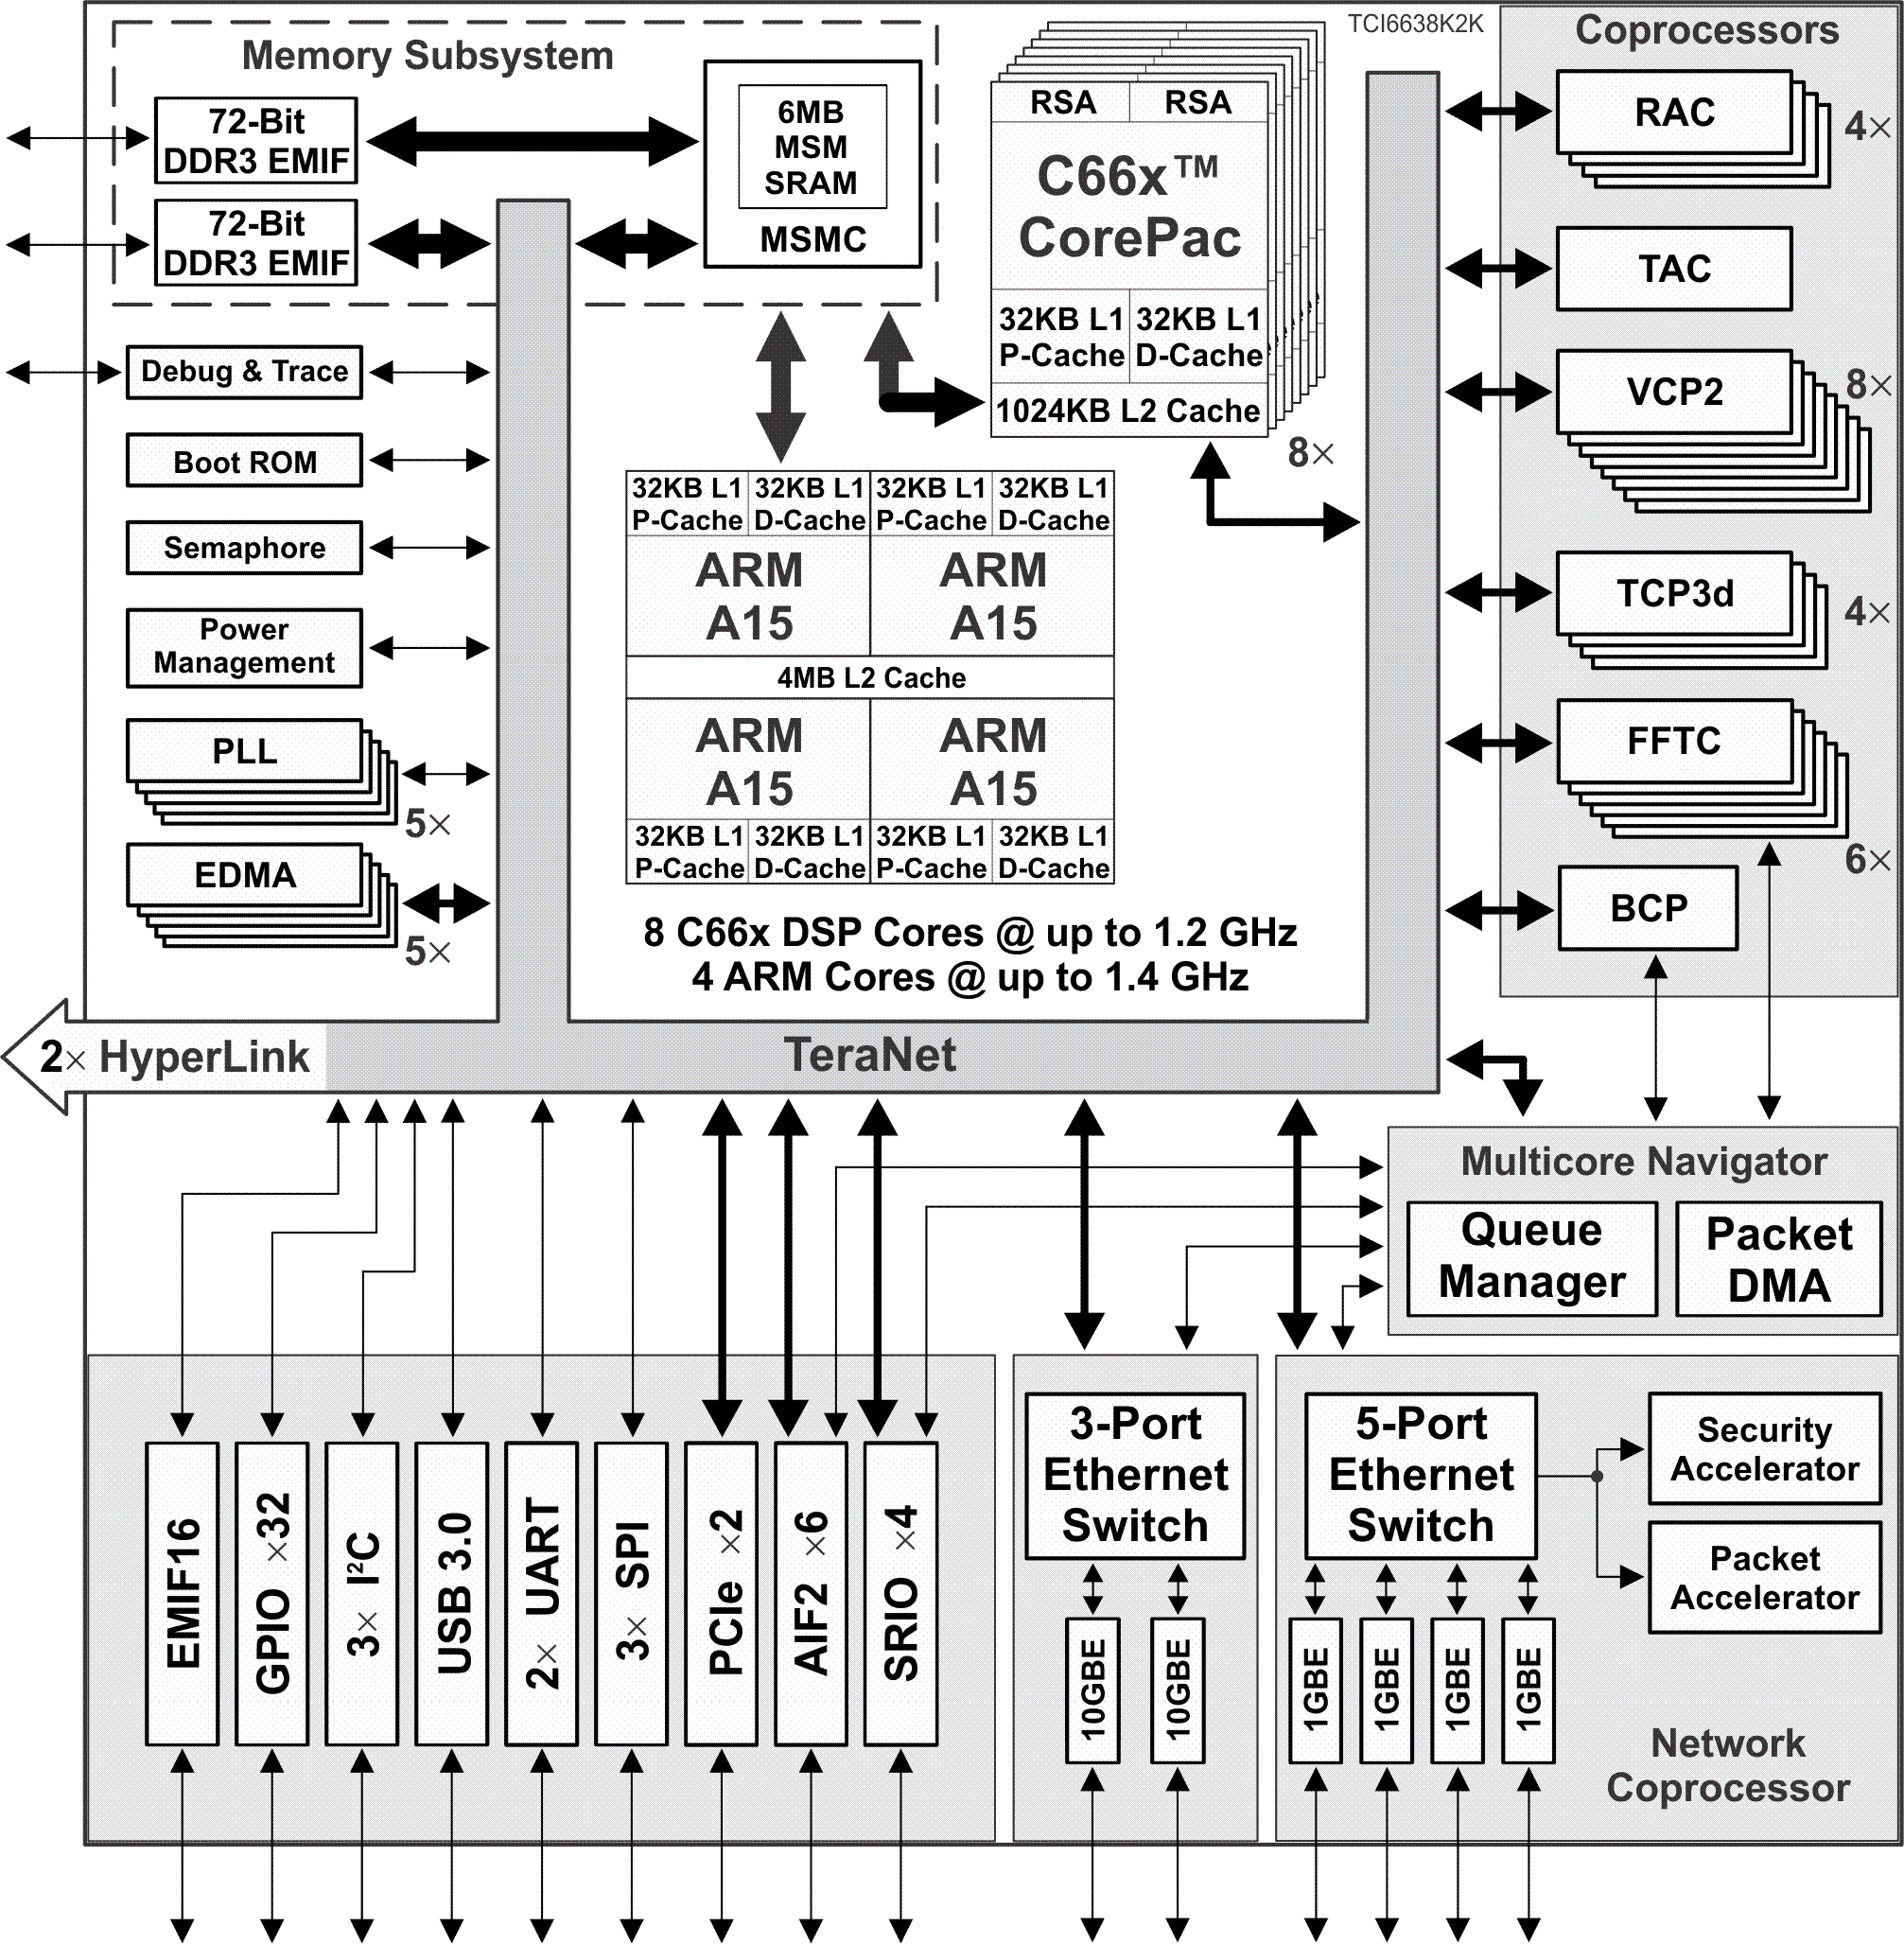 TCI6638K2K
Memory Subsystem
72-Bit
DDR3 EMIF
72-Bit
DDR3 EMIF
6MB
MSM
SRAM
MSMC
RSA RSA
C66x™
CorePac
32KB L1 32KB L1
P-Cache D-Cache
1024KB L2 Cache
8×
Coprocessors
RAC
4×
TAC
VCP2
8×
TCP3d
4×
FFTC
6×
BCP
Debug & Trace
Boot ROM
Semaphore
Power
Management
PLL
5×
EDMA
5×
32KB L1 32KB L1 32KB L1 32KB L1
P-Cache D-Cache P-Cache D-Cache
ARM ARM
A15 A15
4MB L2 Cache
ARM ARM
A15 A15
32KB L1 32KB L1 32KB L1 32KB L1
P-Cache D-Cache P-Cache D-Cache
8 C66x DSP Cores @ up to 1.2 GHz
4 ARM Cores @ up to 1.4 GHz
2× HyperLink
TeraNet
Multicore Navigator
Queue
Manager
Packet
DMA
EMIF16
GPIO ×32
3× I²C
USB 3.0
2× UART
3× SPI
PCIe ×2
AIF2 ×6
SRIO ×4
3-Port
Ethernet
Switch
10GBE
10GBE
5-Port
Ethernet
Switch
1GBE
1GBE
1GBE
1GBE
Security
Accelerator
Packet
Accelerator
Network
Coprocessor